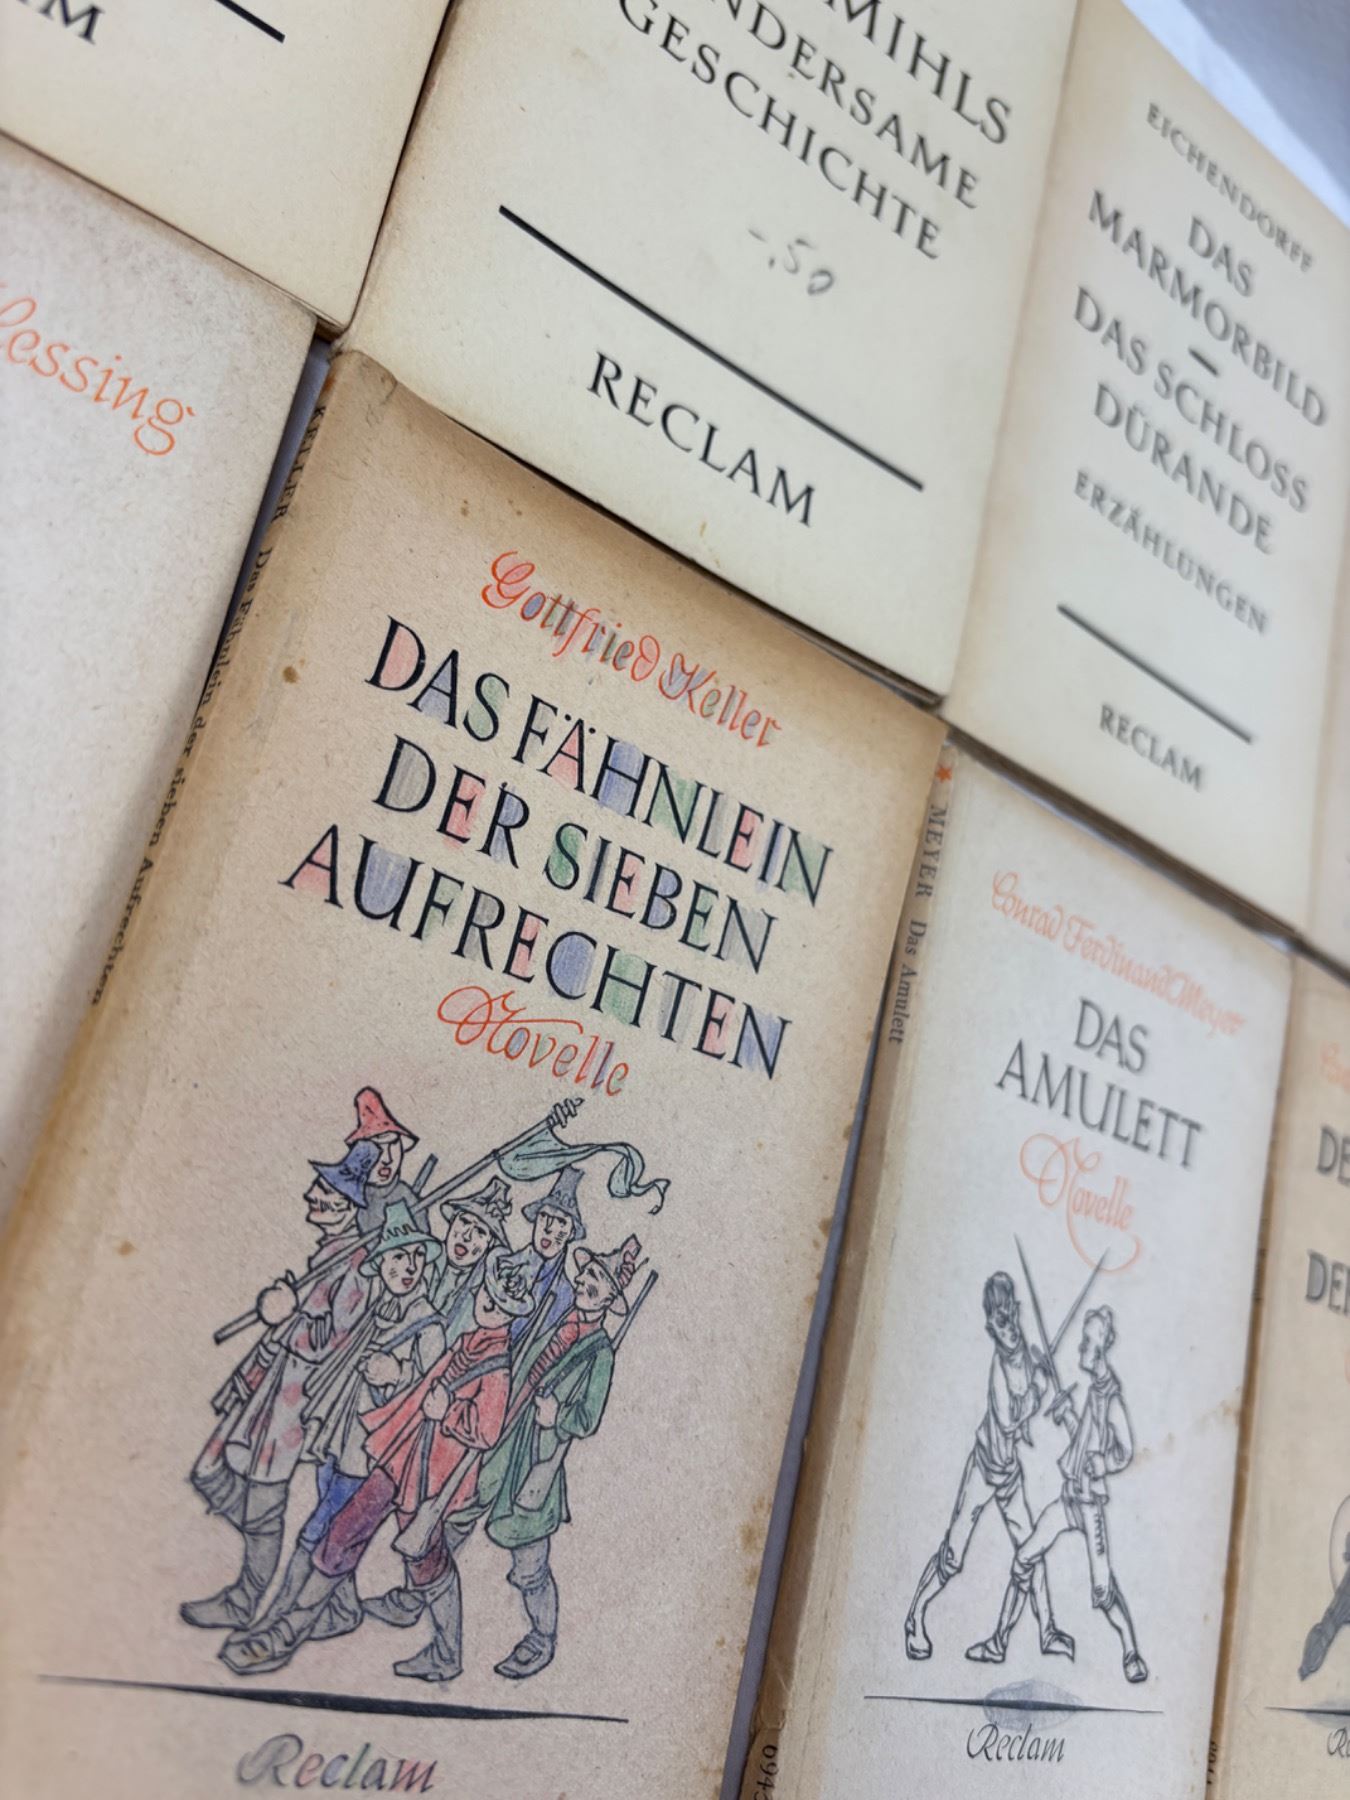 MIHLS
NDERSAME
GESCHICHTE
-.50
RECLAM
EICHENDORFF
DAS
MARMORBILD
–
DAS SCHLOSS
DÜRANDE
ERZÄHLUNGEN
RECLAM
lessing
KELLER Das Fähnlein der sieben Aufrechten
Gottfried Keller
DAS FÄHNLEIN
DER SIEBEN
AUFRECHTEN
Novelle
Reclam
MEYER Das Amulett
Conrad Ferdinand Meyer
DAS
AMULETT
Novelle
Reclam
DE
DER